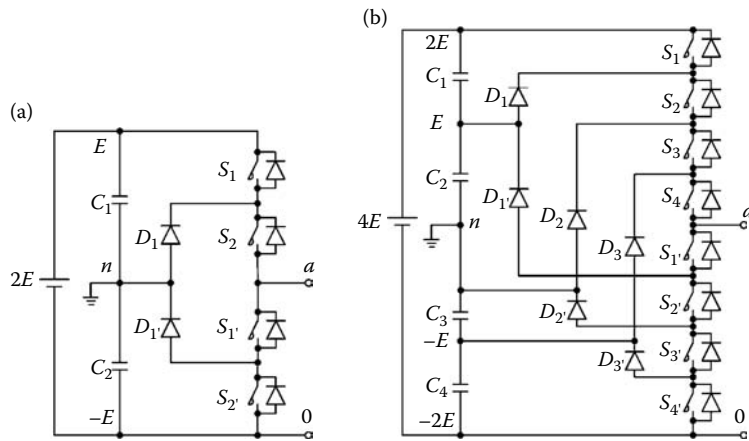 (a)
E
S1
C1
D1
S2
2E
n
a
D1'
S1'
C2
S2'
-E
0
(b)
2E
S1
C1
D1
S2
E
S3
C2
D1'
D2
S4
4E
n
D3
a
S1'
C3
D2'
S2'
-E
D3'
S3'
C4
-2E
0
S4'